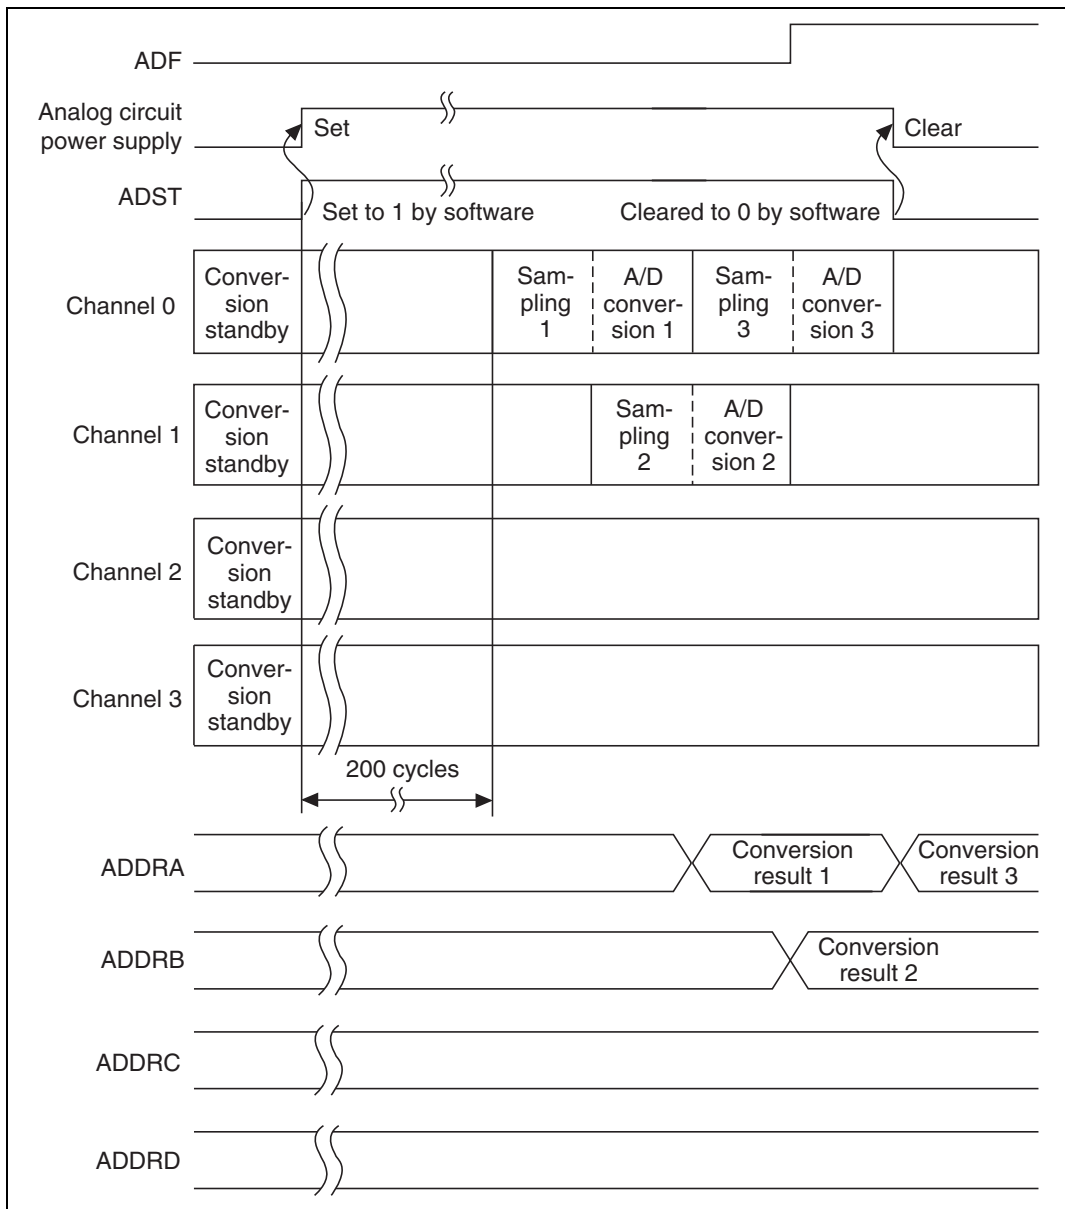 ADF
Analog circuit
power supply
Set
Clear
ADST
Set to 1 by software
Cleared to 0 by software
Channel 0
Conver-
sion
standby
Sam-
pling
1
A/D
conver-
sion 1
Sam-
pling
3
A/D
conver-
sion 3
Channel 1
Conver-
sion
standby
Sam-
pling
2
A/D
conver-
sion 2
Channel 2
Conver-
sion
standby
Channel 3
Conver-
sion
standby
200 cycles
ADDRA
Conversion
result 1
Conversion
result 3
ADDRB
Conversion
result 2
ADDRC
ADDRD